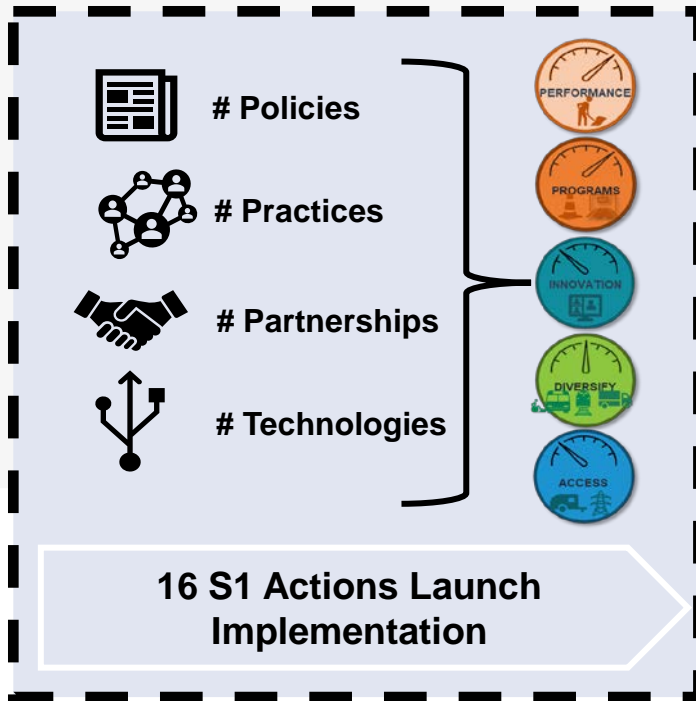 # Policies
# Practices
# Partnerships
# Technologies
PERFORMANCE
PROGRAMS
INNOVATION
DIVERSIFY
ACCESS
16 S1 Actions Launch
Implementation